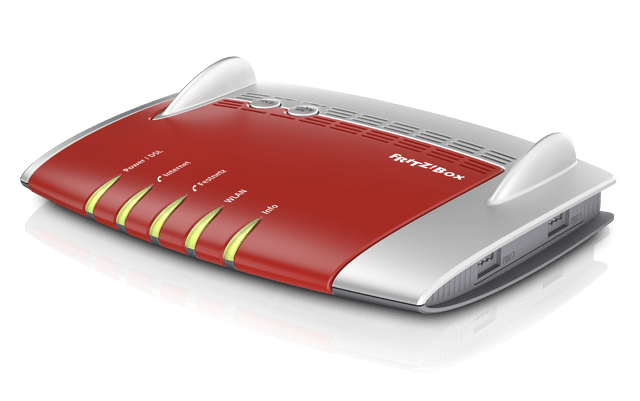 FRITZ!Box
Power / DSL
Internet
Festnetz
WLAN
Info